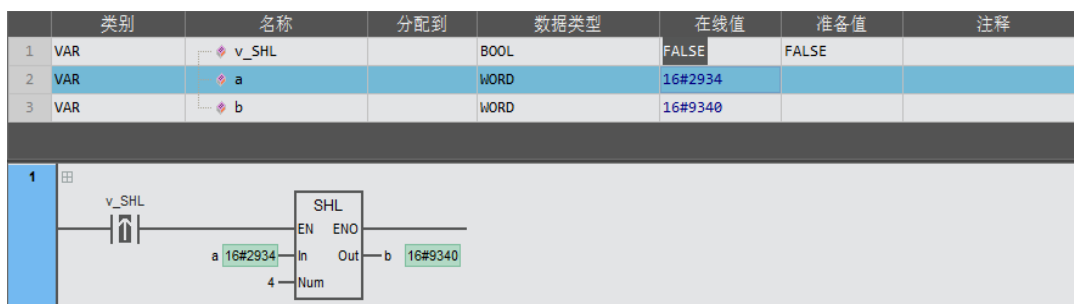 类别 名称 分配到 数据类型 在线值 准备值 注释
1 VAR v_SHL BOOL FALSE FALSE
2 VAR a WORD 16#2934
3 VAR b WORD 16#9340
1
v_SHL
SHL
EN ENO
a 16#2934 In Out b 16#9340
4 Num